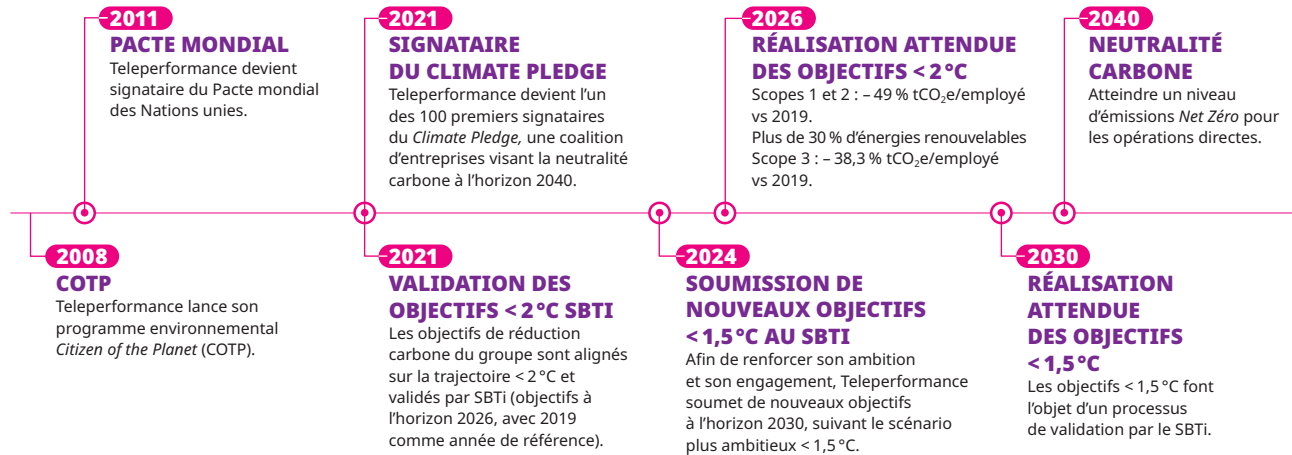 2011
PACTE MONDIAL
Teleperformance devient
signataire du Pacte mondial
des Nations unies.
2021
SIGNATAIRE
DU CLIMATE PLEDGE
Teleperformance devient l’un
des 100 premiers signataires
du Climate Pledge, une coalition
d’entreprises visant la neutralité
carbone à l’horizon 2040.
2026
RÉALISATION ATTENDUE
DES OBJECTIFS < 2 °C
Scopes 1 et 2 : – 49 % tCO₂e/employé
vs 2019.
Plus de 30 % d’énergies renouvelables
Scope 3 : – 38,3 % tCO₂e/employé
vs 2019.
2040
NEUTRALITÉ
CARBONE
Atteindre un niveau
d’émissions Net Zéro pour
les opérations directes.
2008
COTP
Teleperformance lance son
programme environnemental
Citizen of the Planet (COTP).
2021
VALIDATION DES
OBJECTIFS < 2 °C SBTI
Les objectifs de réduction
carbone du groupe sont alignés
sur la trajectoire < 2 °C et
validés par SBTi (objectifs à
l’horizon 2026, avec 2019
comme année de référence).
2024
SOUMISSION DE
NOUVEAUX OBJECTIFS
< 1,5 °C AU SBTI
Afin de renforcer son ambition
et son engagement, Teleperformance
soumet de nouveaux objectifs
à l’horizon 2030, suivant le scénario
plus ambitieux < 1,5 °C.
2030
RÉALISATION
ATTENDUE
DES OBJECTIFS
< 1,5 °C
Les objectifs < 1,5 °C font
l’objet d’un processus
de validation par le SBTi.